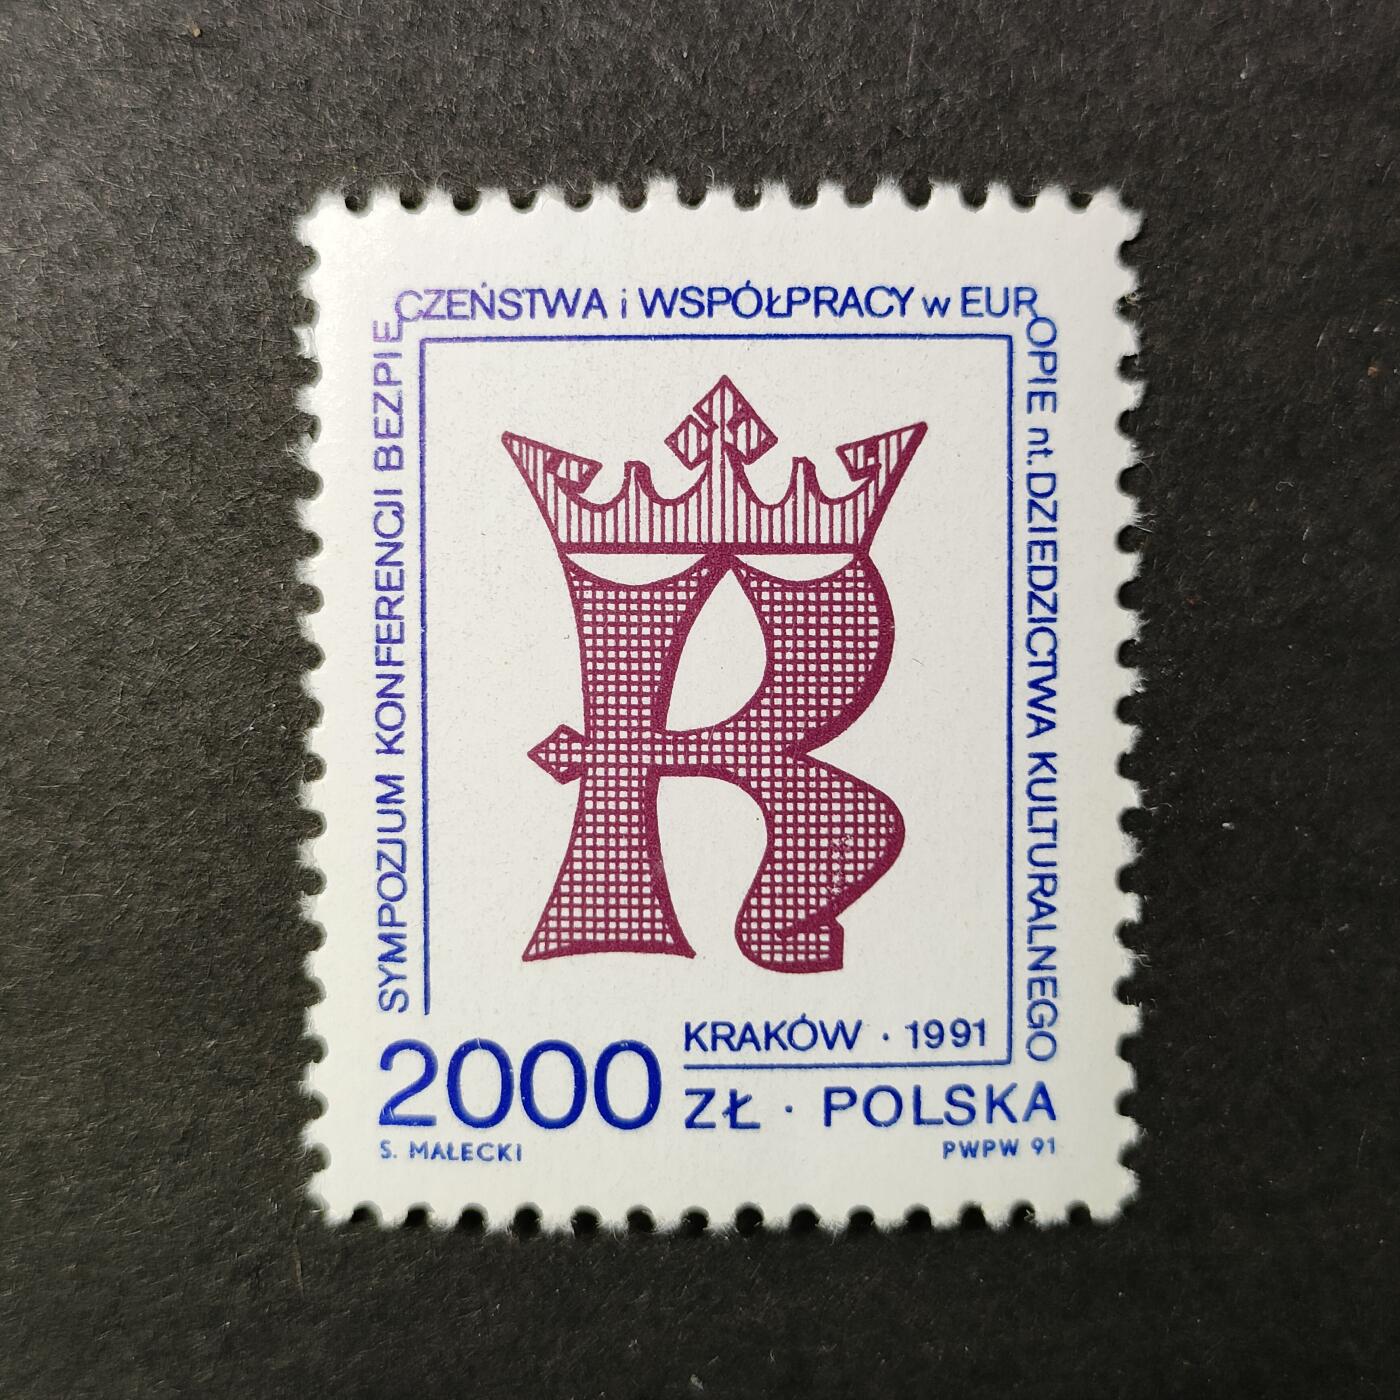 SYMPOZJUM KONFERENCJI BEZPIECZEŃSTWA i WSPÓŁPRACY w EUROPIE nt. DZIEDZICTWA KULTURALNEGO
R
KRAKÓW · 1991
2000 ZŁ · POLSKA
S. MAŁECKI
PWPW 91